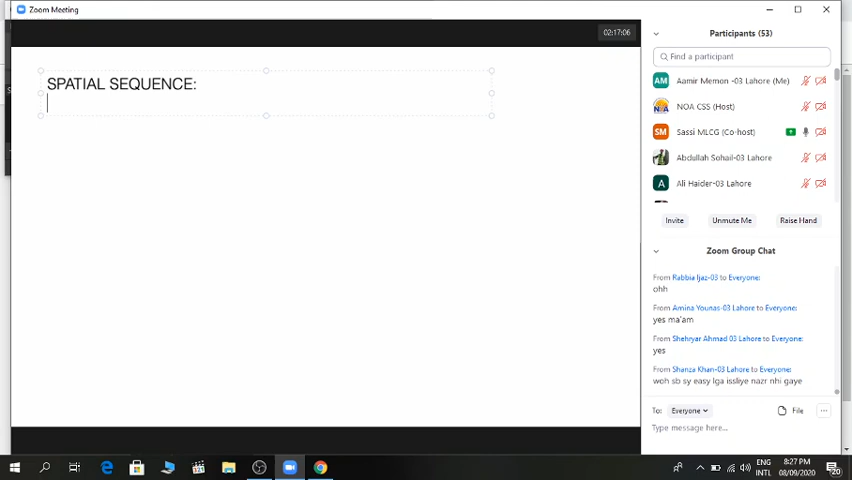 Zoom Meeting
02:17:06
SPATIAL SEQUENCE:
Participants (53)
Find a participant
AM Aamir Memon -03 Lahore (Me)
NOA CSS (Host)
SM Sassi MLCG (Co-host)
Abdullah Sohail-03 Lahore
A Ali Haider-03 Lahore
Invite Unmute Me Raise Hand
Zoom Group Chat
From Rabbia Ijaz-03 to Everyone:
ohh
From Amina Younas-03 Lahore to Everyone:
yes ma'am
From Shehryar Ahmad 03 Lahore to Everyone:
yes
From Shanza Khan-03 Lahore to Everyone:
woh sb sy easy lga issliye nazr nhi gaye
To: Everyone File
Type message here...
ENG 8:27 PM
INTL 08/09/2020
20